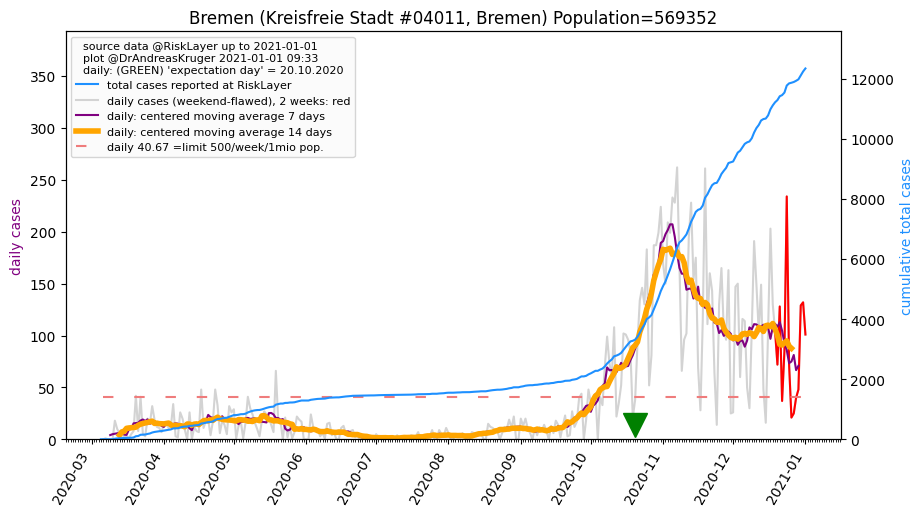 Bremen (Kreisfreie Stadt #04011, Bremen) Population=569352
source data @RiskLayer up to 2021-01-01
plot @DrAndreasKruger 2021-01-01 09:33
daily: (GREEN) 'expectation day' = 20.10.2020
total cases reported at RiskLayer
daily cases (weekend-flawed), 2 weeks: red
daily: centered moving average 7 days
daily: centered moving average 14 days
daily 40.67 =limit 500/week/1mio pop.
daily cases
350
300
250
200
150
100
50
0
cumulative total cases
12000
10000
8000
6000
4000
2000
0
2020-03
2020-04
2020-05
2020-06
2020-07
2020-08
2020-09
2020-10
2020-11
2020-12
2021-01